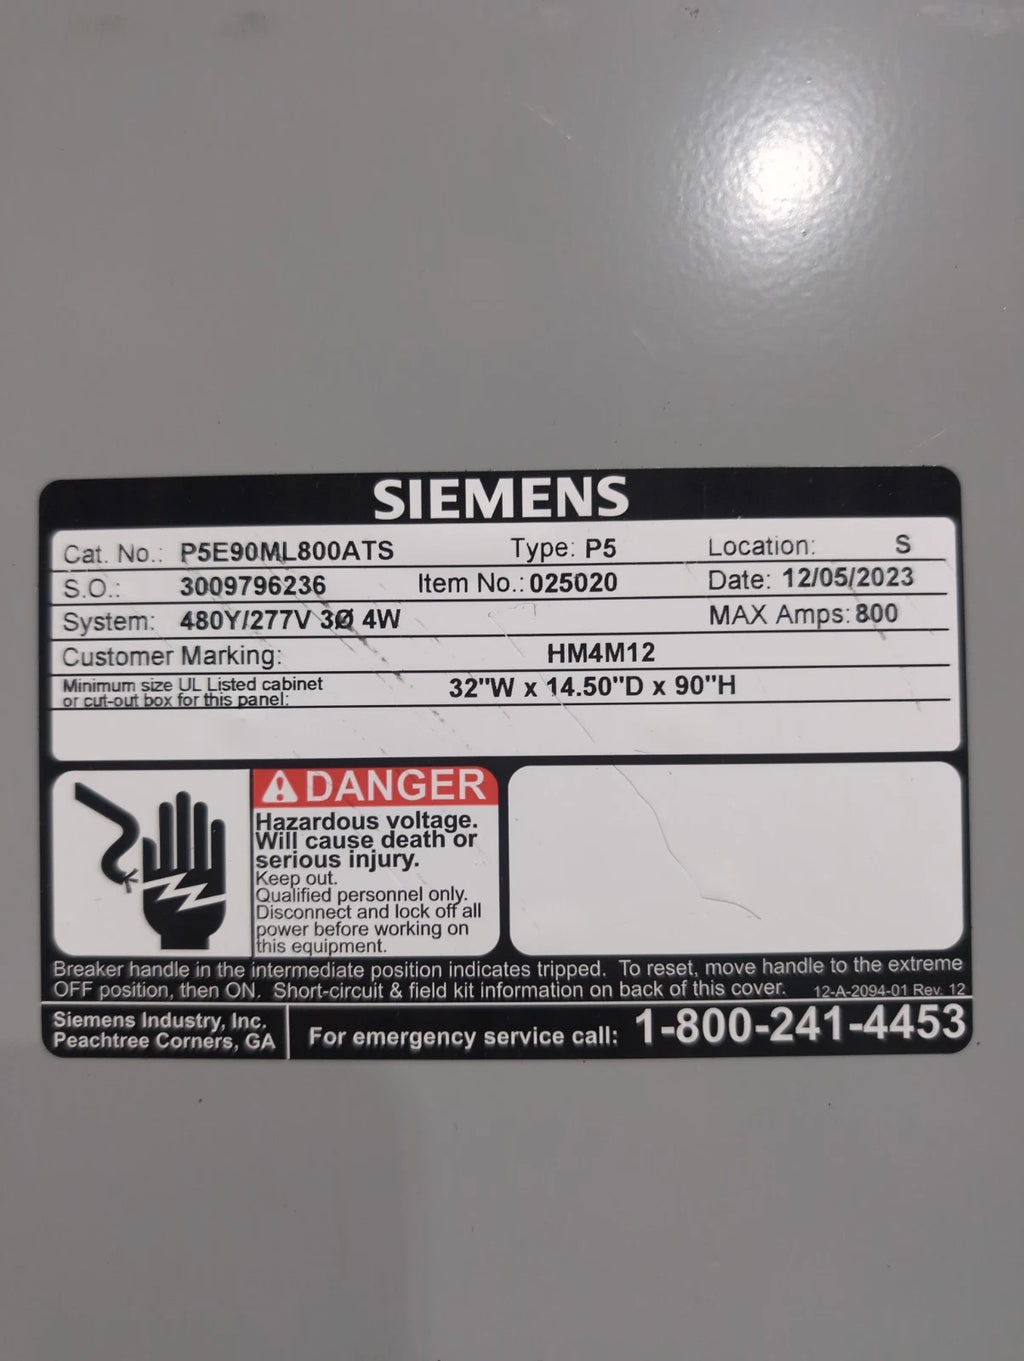 SIEMENS
Cat. No.: P5E90ML800ATS Type: P5 Location: S
S.O.: 3009796236 Item No.: 025020 Date: 12/05/2023
System: 480Y/277V 3Ø 4W MAX Amps: 800
Customer Marking: HM4M12
Minimum size UL Listed cabinet
or cut-out box for this panel: 32"W x 14.50"D x 90"H
DANGER
Hazardous voltage.
Will cause death or
serious injury.
Keep out.
Qualified personnel only.
Disconnect and lock off all
power before working on
this equipment.
Breaker handle in the intermediate position indicates tripped. To reset, move handle to the extreme
OFF position, then ON. Short-circuit & field kit information on back of this cover. 12-A-2094-01 Rev. 12
Siemens Industry, Inc.
Peachtree Corners, GA
For emergency service call: 1-800-241-4453